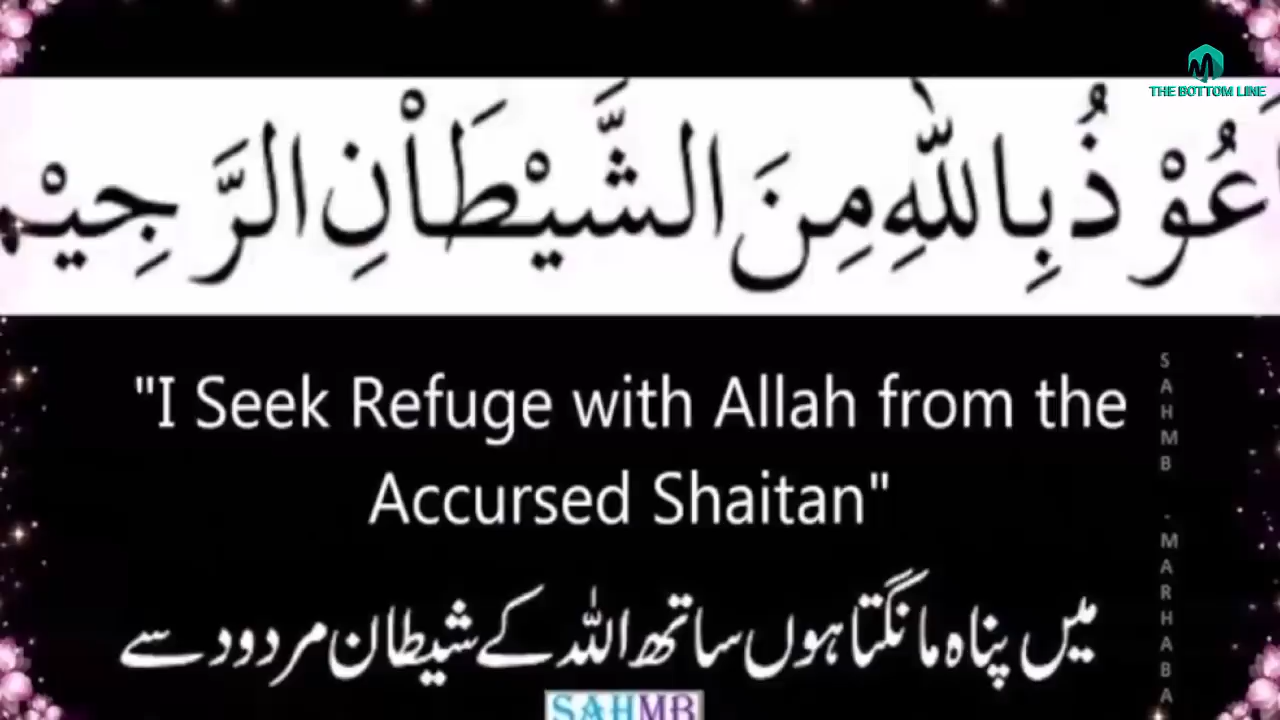 THE BOTTOM LINE
عُوْذُ بِاللّٰهِ مِنَ الشَّيْطَاْنِ الرَّجِيْم
"I Seek Refuge with Allah from the
Accursed Shaitan"
میں پناہ مانگتا ہوں ساتھ اللہ کے شیطان مردود سے
SAHMB - MARHABA
SAHMB